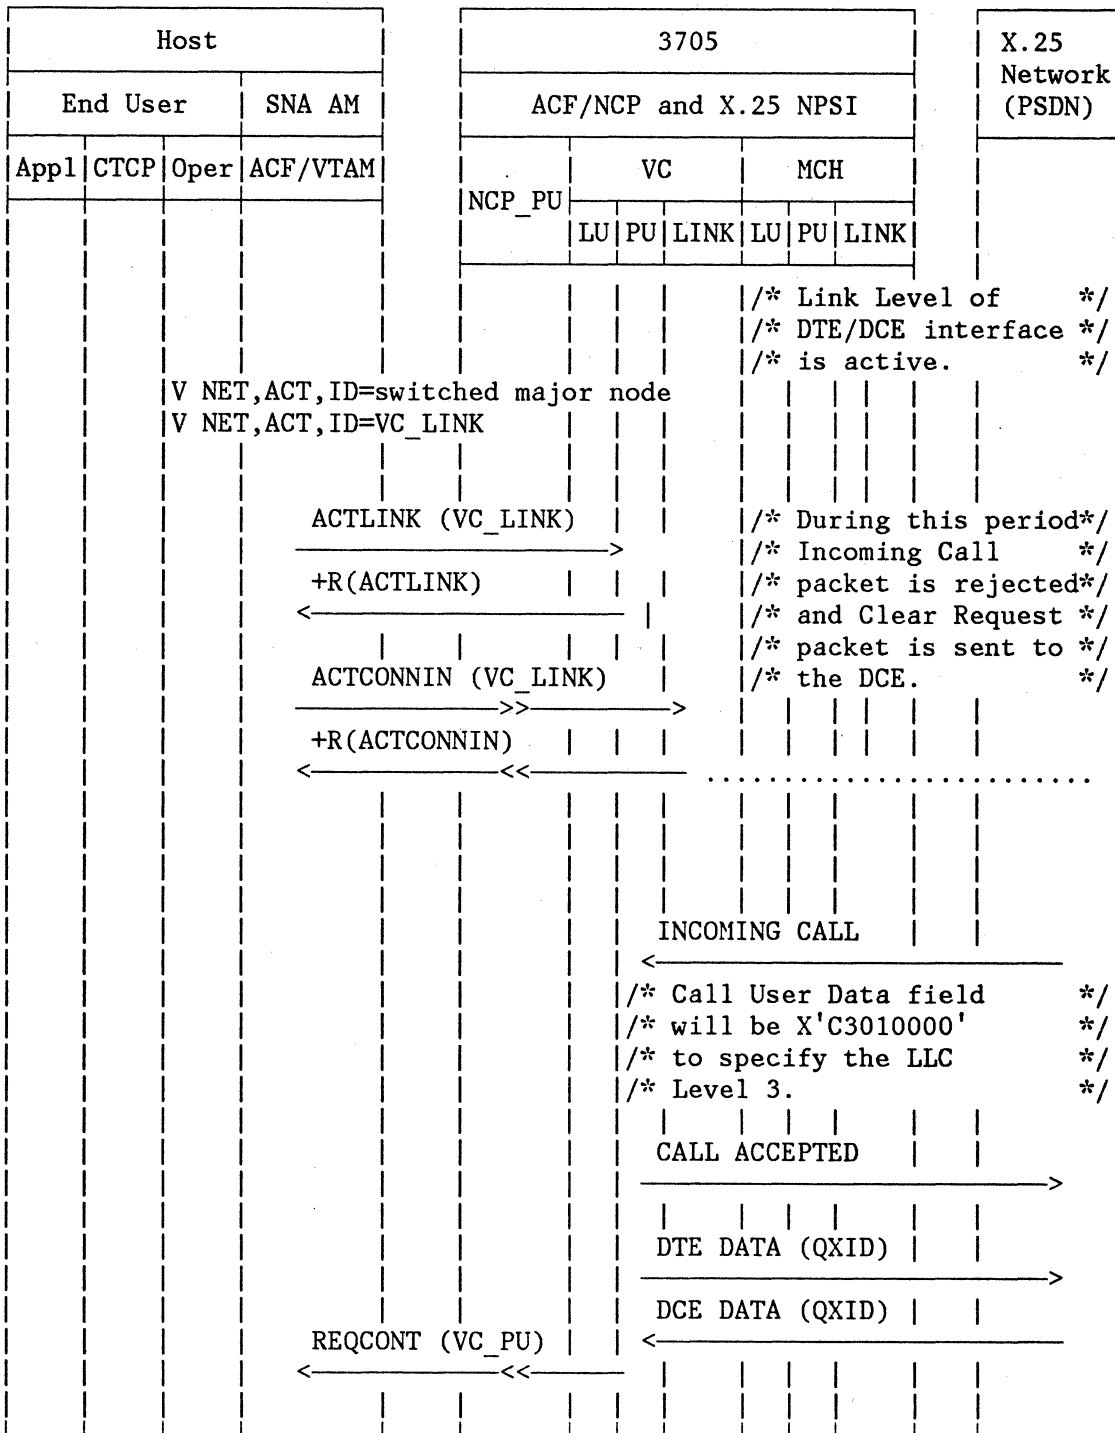 Host 3705 X.25
Network
End User SNA AM ACF/NCP and X.25 NPSI (PSDN)
Appl CTCP Oper ACF/VTAM VC MCH
NCP_PU
LU PU LINK LU PU LINK
/* Link Level of */
/* DTE/DCE interface */
/* is active. */
V NET,ACT,ID=switched major node
V NET,ACT,ID=VC_LINK
ACTLINK (VC_LINK) /* During this period*/
/* Incoming Call */
+R(ACTLINK) /* packet is rejected*/
/* and Clear Request */
/* packet is sent to */
ACTCONNIN (VC_LINK) /* the DCE. */
+R(ACTCONNIN)
INCOMING CALL
/* Call User Data field */
/* will be X'C3010000' */
/* to specify the LLC */
/* Level 3. */
CALL ACCEPTED
DTE DATA (QXID)
DCE DATA (QXID)
REQCONT (VC_PU)